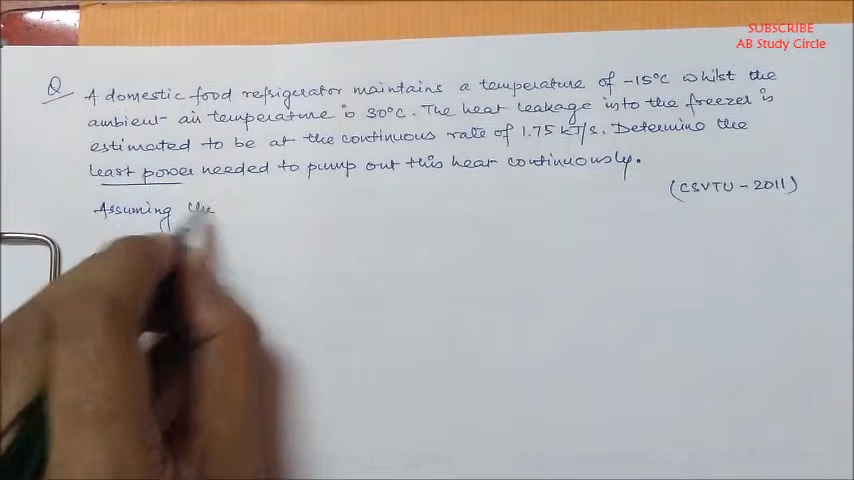 SUBSCRIBE
AB Study Circle
Q A domestic food refrigerator maintains a temperature of -15°C whilst the
ambient air temperature is 30°C. The heat leakage into the freezer is
estimated to be at the continuous rate of 1.75 kJ/s. Determine the
least power needed to pump out this heat continuously.
(CSVTU - 2011)
Assuming the